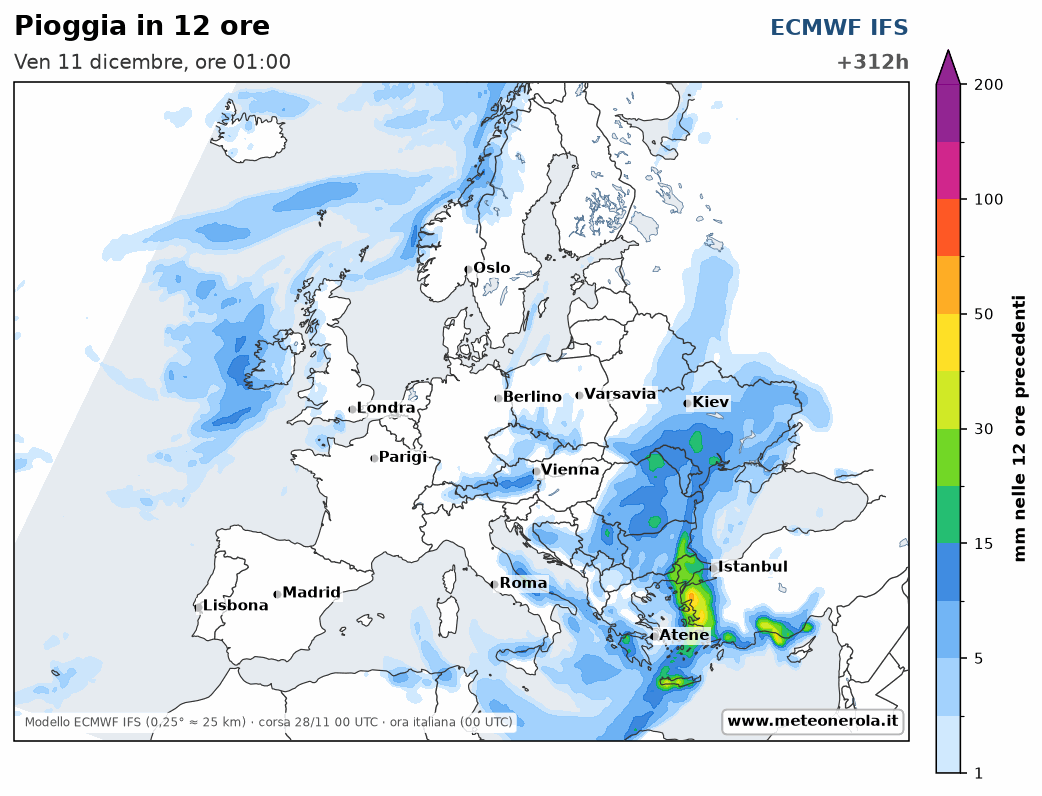 Pioggia in 12 ore
ECMWF IFS
Ven 11 dicembre, ore 01:00
+312h
200
100
50
30
15
5
1
mm nelle 12 ore precedenti
Oslo
Londra
Berlino
Varsavia
Kiev
Parigi
Vienna
Istanbul
Roma
Madrid
Lisbona
Atene
Modello ECMWF IFS (0,25° ≈ 25 km) · corsa 28/11 00 UTC · ora italiana (00 UTC)
www.meteonerola.it